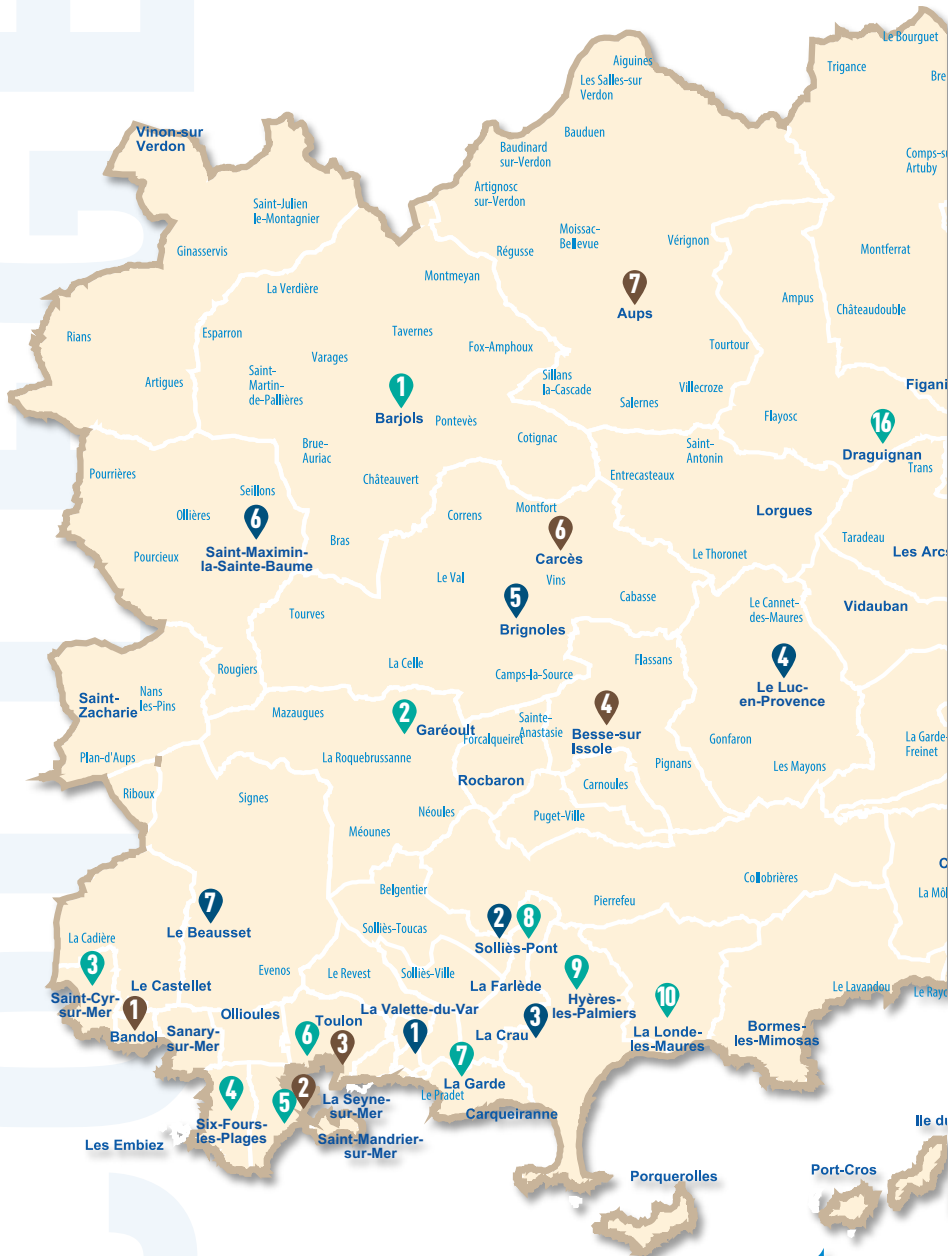 Le Bourguet
Aiguines
Trigance
Bre
Les Salles-sur
Verdon
Vinon-sur
Verdon
Bauduen
Baudinard
sur-Verdon
Comps-su
Artuby
Artignosc
sur-Verdon
Saint-Julien
le-Montagnier
Moissac-
Bellevue
Vérignon
Ginasservis
Régusse
Montferrat
Montmeyan
La Verdière
7
Aups
Ampus
Châteaudouble
Rians
Esparron
Tavernes
Fox-Amphoux
Tourtour
Varages
Artigues
Saint-
Martin-
de-Pallières
1
Barjols
Sillans
la-Cascade
Villecroze
Figani
Salernes
Pontevès
Flayosc
16
Draguignan
Cotignac
Brue-
Auriac
Saint-
Antonin
Trans
Pourrières
Châteauvert
Entrecasteaux
Seillons
Ollières
6
Saint-Maximin-
la-Sainte-Baume
Correns
Montfort
6
Carcès
Lorgues
Taradeau
Bras
Pourcieux
Le Thoronet
Les Arcs
Le Val
Vins
5
Brignoles
Cabasse
Le Cannet-
des-Maures
Vidauban
Tourves
La Celle
Flassans
4
Le Luc-
en-Provence
Rougiers
Camps-la-Source
Saint-
Zacharie
Nans
les-Pins
Mazaugues
2
Garéoult
Sainte-
Anastasie
4
Besse-sur
Issole
Forcalqueiret
Gonfaron
La Garde-
Freinet
Plan-d'Aups
La Roquebrussanne
Pignans
Les Mayons
Rocbaron
Carnoules
Riboux
Signes
Néoules
Puget-Ville
Méounes
Collobrières
Belgentier
C
La Môl
7
Le Beausset
Pierrefeu
2
8
Solliès-Pont
Solliès-Toucas
La Cadière
3
Saint-Cyr-
sur-Mer
Evenos
Le Revest
Solliès-Ville
9
Hyères-
les-Palmiers
Le Castellet
La Farlède
10
La Londe-
les-Maures
Le Lavandou
Le Rayo
1
Bandol
Sanary-
sur-Mer
Ollioules
Toulon
6
3
La Valette-du-Var
1
La Crau
3
Bormes-
les-Mimosas
7
La Garde
4
Six-Fours-
les-Plages
5
2
La Seyne-
sur-Mer
Le Pradet
Carqueiranne
Les Embiez
Saint-Mandrier-
sur-Mer
Ile du
Port-Cros
Porquerolles